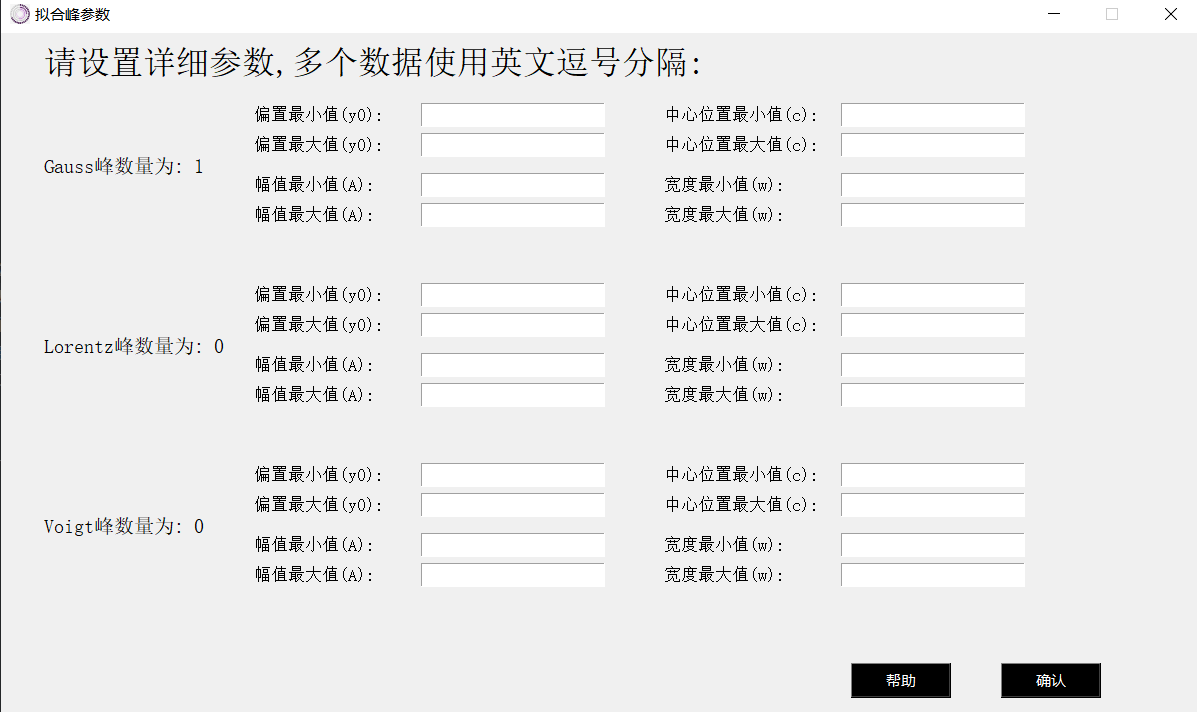 拟合峰参数
请设置详细参数,多个数据使用英文逗号分隔:
偏置最小值(y0): 中心位置最小值(c):
偏置最大值(y0): 中心位置最大值(c):
Gauss峰数量为: 1
幅值最小值(A): 宽度最小值(w):
幅值最大值(A): 宽度最大值(w):
偏置最小值(y0): 中心位置最小值(c):
偏置最大值(y0): 中心位置最大值(c):
Lorentz峰数量为: 0
幅值最小值(A): 宽度最小值(w):
幅值最大值(A): 宽度最大值(w):
偏置最小值(y0): 中心位置最小值(c):
偏置最大值(y0): 中心位置最大值(c):
Voigt峰数量为: 0
幅值最小值(A): 宽度最小值(w):
幅值最大值(A): 宽度最大值(w):
帮助 确认